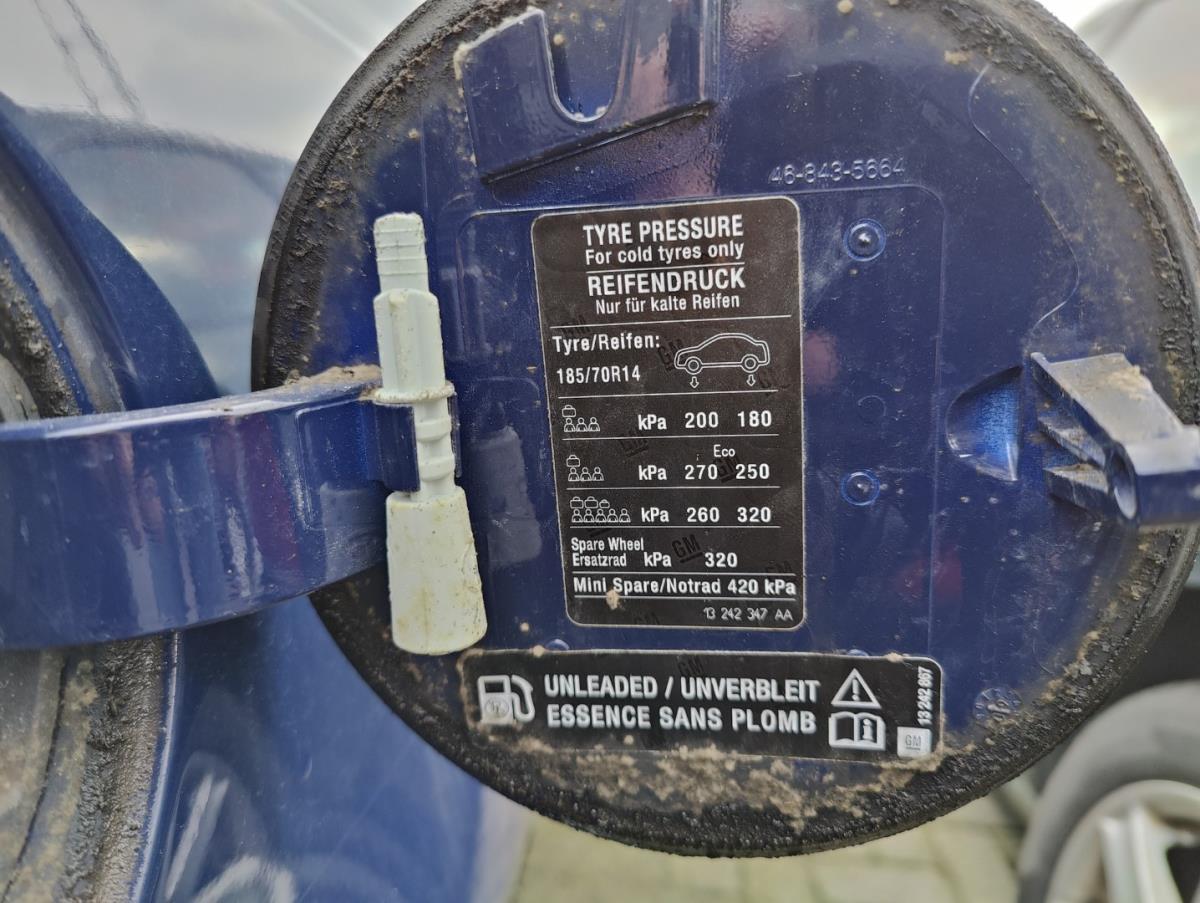 46-843-5664
TYRE PRESSURE
For cold tyres only
REIFENDRUCK
Nur für kalte Reifen
Tyre/Reifen:
185/70R14
kPa 200 180
Eco
kPa 270 250
kPa 260 320
Spare Wheel
Ersatzrad kPa 320
Mini Spare/Notrad 420 kPa
13 242 347 AA
UNLEADED / UNVERBLEIT
ESSENCE SANS PLOMB
13 242 867
GM